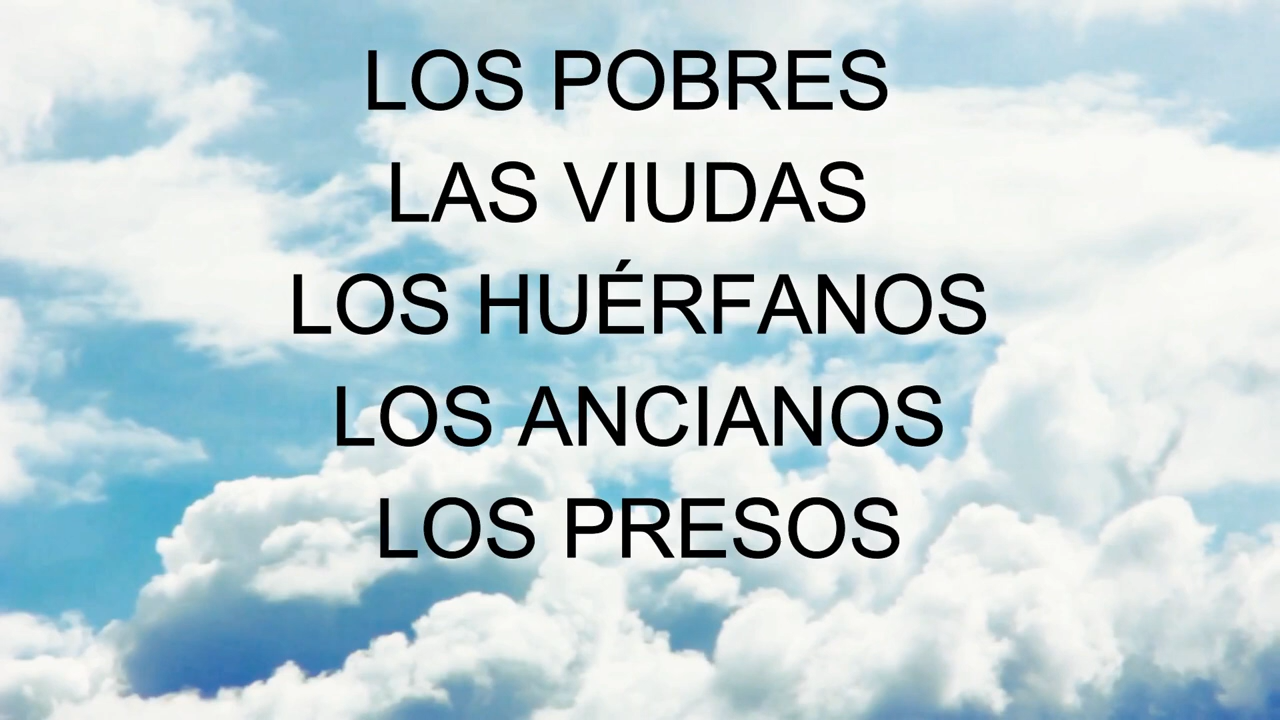 LOS POBRES
LAS VIUDAS
LOS HUÉRFANOS
LOS ANCIANOS
LOS PRESOS